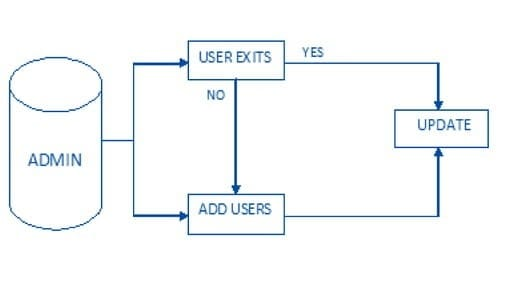 USER EXITS
YES
NO
UPDATE
ADMIN
ADD USERS